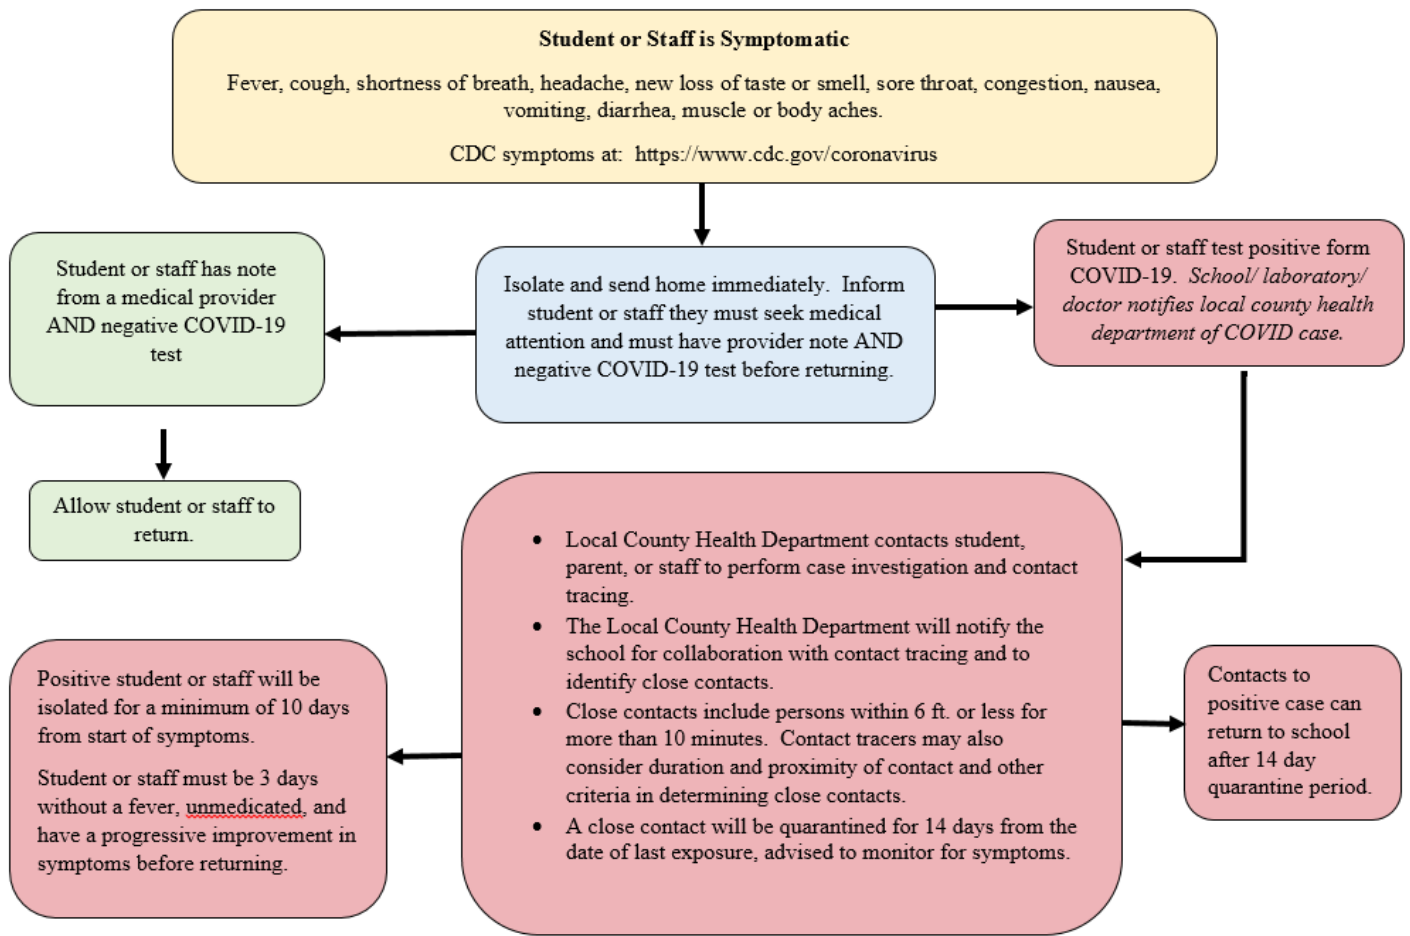 Student or Staff is Symptomatic
Fever, cough, shortness of breath, headache, new loss of taste or smell, sore throat, congestion, nausea,
vomiting, diarrhea, muscle or body aches.
CDC symptoms at:  https://www.cdc.gov/coronavirus
Student or staff has note
from a medical provider
AND negative COVID-19
test
Isolate and send home immediately.  Inform
student or staff they must seek medical
attention and must have provider note AND
negative COVID-19 test before returning.
Student or staff test positive form
COVID-19.  School/ laboratory/
doctor notifies local county health
department of COVID case.
Allow student or staff to
return.
• Local County Health Department contacts student,
parent, or staff to perform case investigation and contact
tracing.
• The Local County Health Department will notify the
school for collaboration with contact tracing and to
identify close contacts.
• Close contacts include persons within 6 ft. or less for
more than 10 minutes.  Contact tracers may also
consider duration and proximity of contact and other
criteria in determining close contacts.
• A close contact will be quarantined for 14 days from the
date of last exposure, advised to monitor for symptoms.
Positive student or staff will be
isolated for a minimum of 10 days
from start of symptoms.
Student or staff must be 3 days
without a fever, unmedicated, and
have a progressive improvement in
symptoms before returning.
Contacts to
positive case can
return to school
after 14 day
quarantine period.